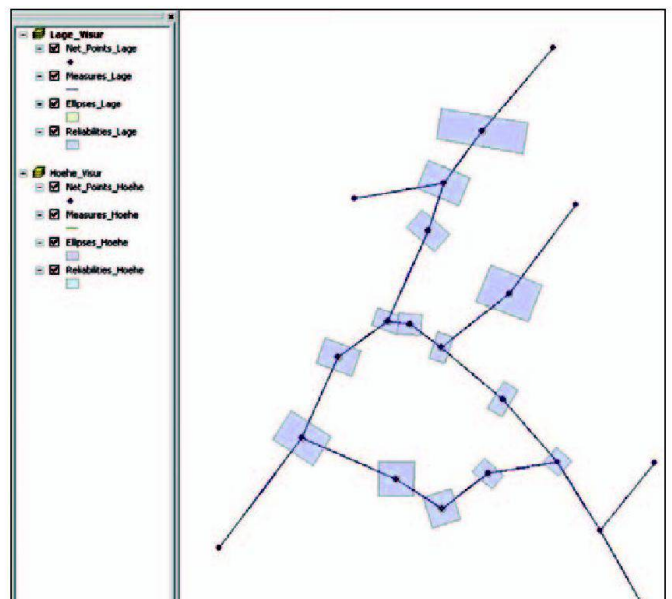 Lage_Visur
Net_Points_Lage
Measures_Lage
Ellipses_Lage
Reliabilities_Lage
Hoehe_Visur
Net_Points_Hoehe
Measures_Hoehe
Ellipses_Hoehe
Reliabilities_Hoehe